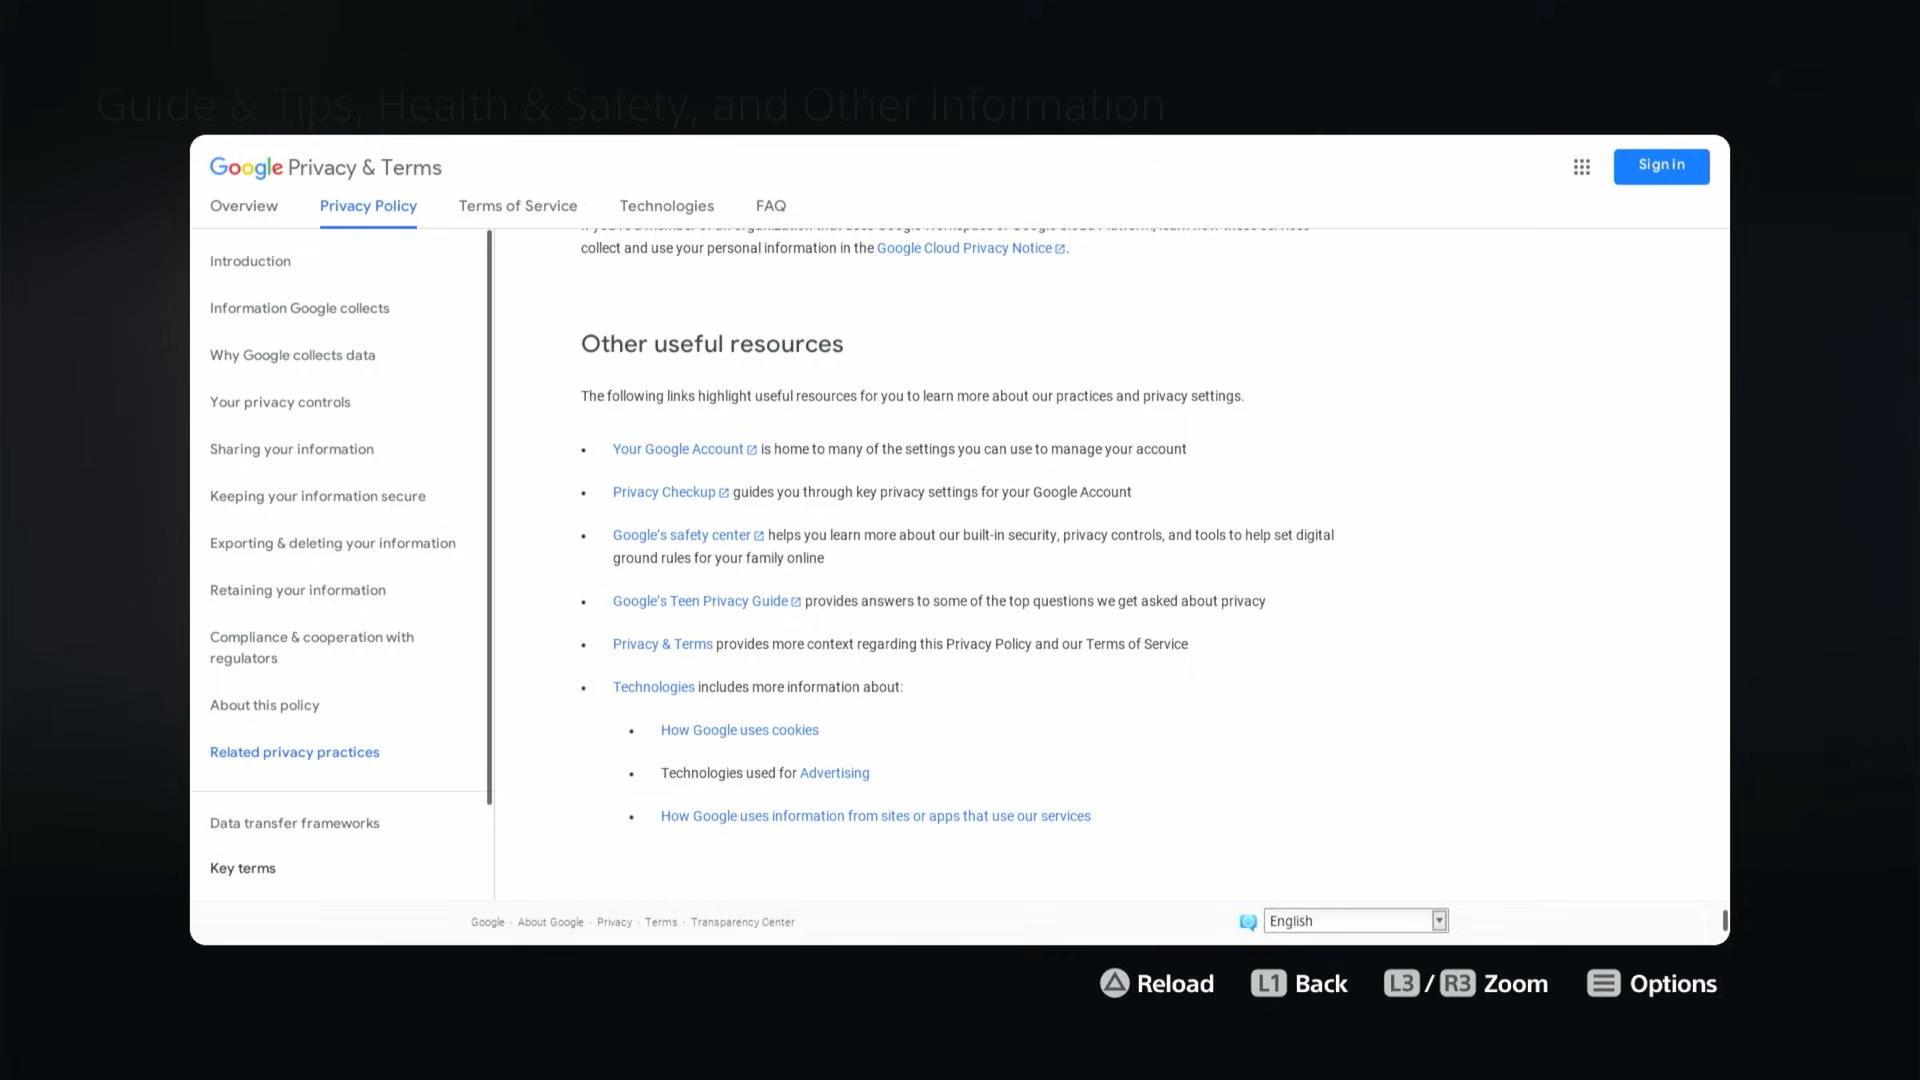 Guide & Tips, Health & Safety, and Other Information
Google Privacy & Terms
Sign in
Overview
Privacy Policy
Terms of Service
Technologies
FAQ
Introduction
Information Google collects
Why Google collects data
Your privacy controls
Sharing your information
Keeping your information secure
Exporting & deleting your information
Retaining your information
Compliance & cooperation with
regulators
About this policy
Related privacy practices
Data transfer frameworks
Key terms
collect and use your personal information in the Google Cloud Privacy Notice.
Other useful resources
The following links highlight useful resources for you to learn more about our practices and privacy settings.
• Your Google Account is home to many of the settings you can use to manage your account
• Privacy Checkup guides you through key privacy settings for your Google Account
• Google's safety center helps you learn more about our built-in security, privacy controls, and tools to help set digital
ground rules for your family online
• Google's Teen Privacy Guide provides answers to some of the top questions we get asked about privacy
• Privacy & Terms provides more context regarding this Privacy Policy and our Terms of Service
• Technologies includes more information about:
• How Google uses cookies
• Technologies used for Advertising
• How Google uses information from sites or apps that use our services
Google · About Google · Privacy · Terms · Transparency Center
English
Reload
L1 Back
L3 / R3 Zoom
Options